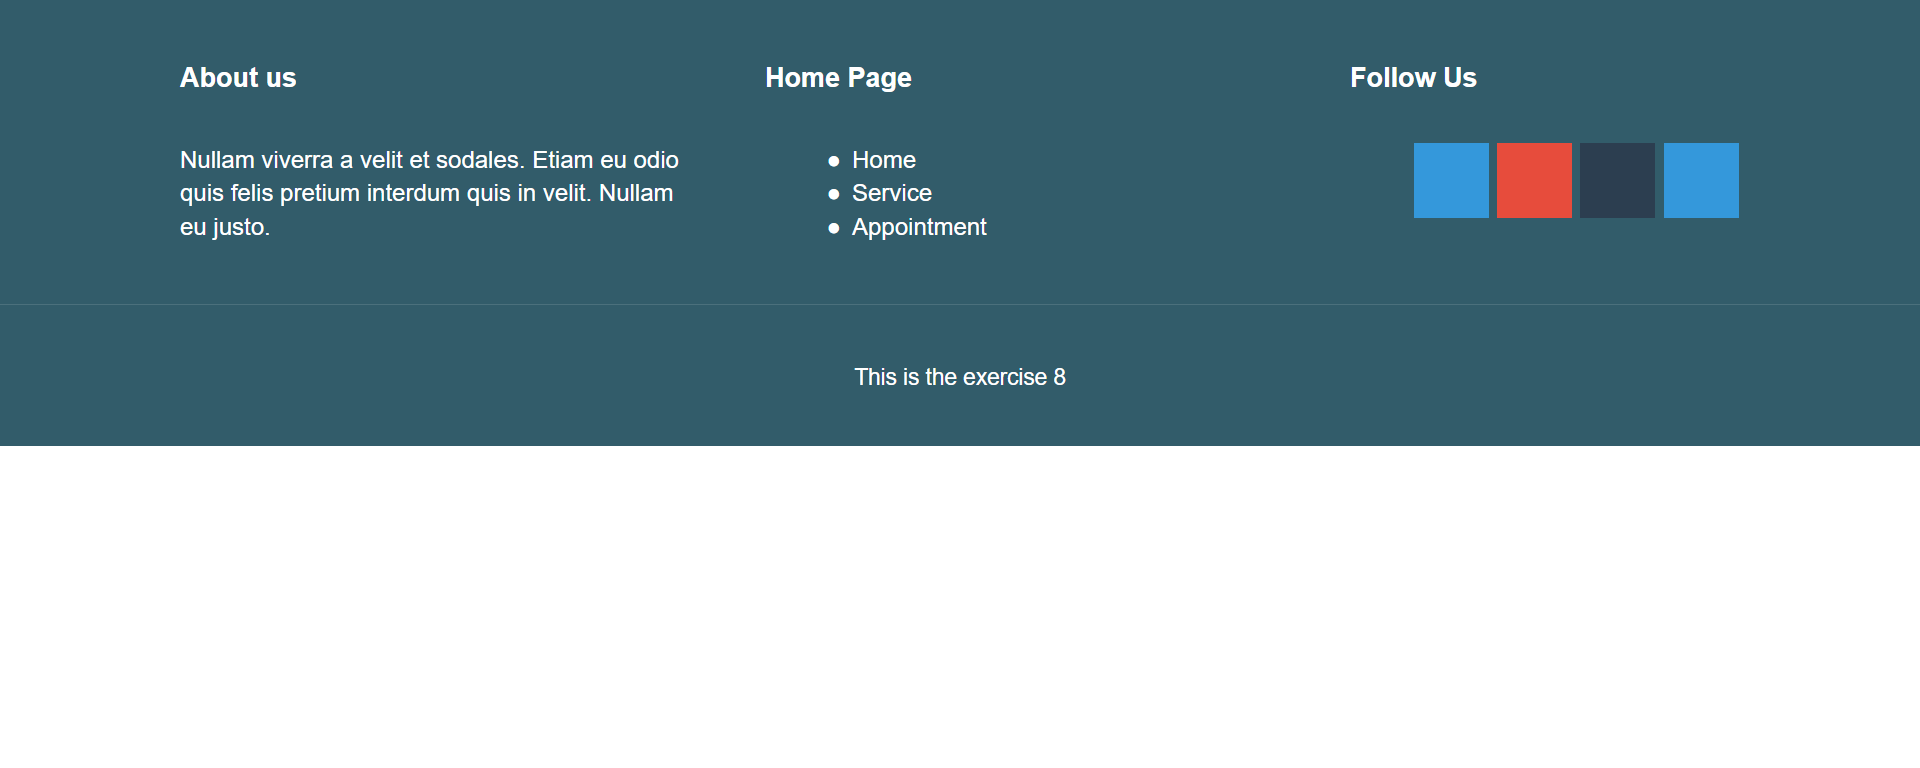 About us
Nullam viverra a velit et sodales. Etiam eu odio
quis felis pretium interdum quis in velit. Nullam
eu justo.
Home Page
● Home
● Service
● Appointment
Follow Us
This is the exercise 8